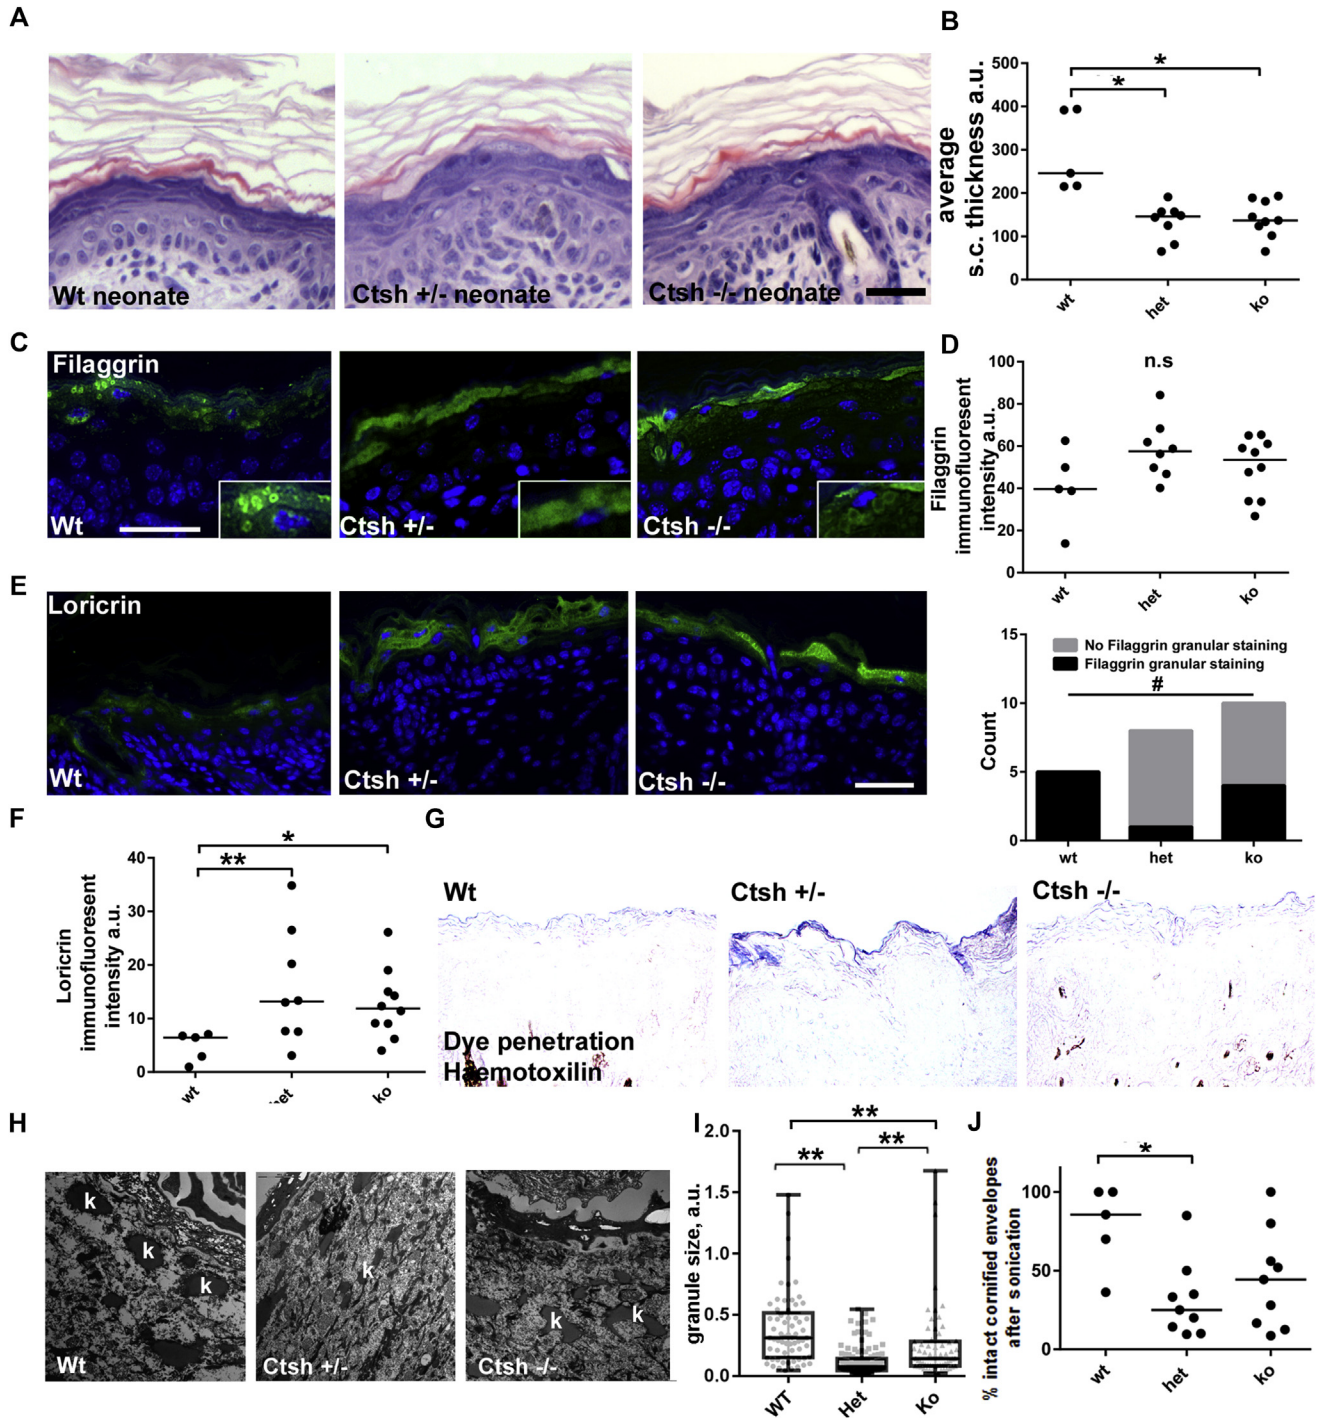 A
Wt neonate
Ctsh +/- neonate
Ctsh -/- neonate
B
average
s.c. thickness a.u.
500
400
300
200
100
0
*
*
wt
het
ko
C
Filaggrin
Wt
Ctsh +/-
Ctsh -/-
D
Filaggrin
immunofluoresent
intensity a.u.
100
80
60
40
20
0
n.s
wt
het
ko
Count
15
10
5
0
No Filaggrin granular staining
Filaggrin granular staining
#
wt
het
ko
E
Loricrin
Wt
Ctsh +/-
Ctsh -/-
F
Loricrin
immunofluoresent
intensity a.u.
40
30
20
10
0
**
*
wt
het
ko
G
Wt
Ctsh +/-
Ctsh -/-
Dye penetration
Haemotoxilin
H
k
k
k
Wt
k
Ctsh +/-
k
k
Ctsh -/-
I
granule size, a.u.
2.0
1.5
1.0
0.5
0.0
**
**
**
WT
Het
Ko
J
% intact cornified envelopes
after sonication
100
50
0
*
wt
het
ko